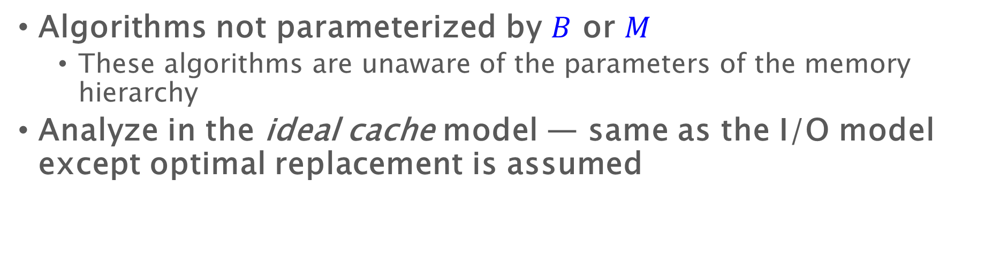 • Algorithms not parameterized by B or M
• These algorithms are unaware of the parameters of the memory
hierarchy
• Analyze in the ideal cache model — same as the I/O model
except optimal replacement is assumed